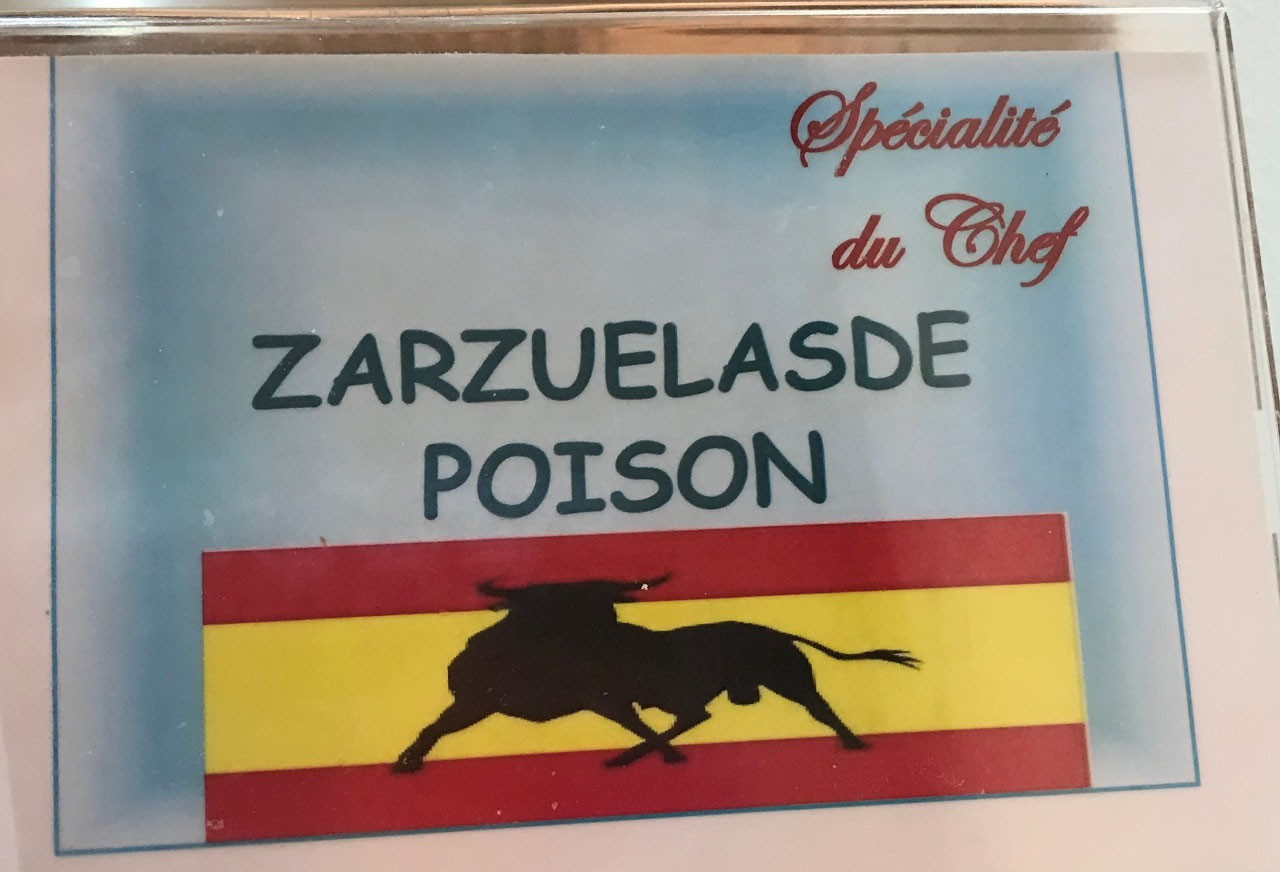 Spécialité
du Chef
ZARZUELASDE
POISON